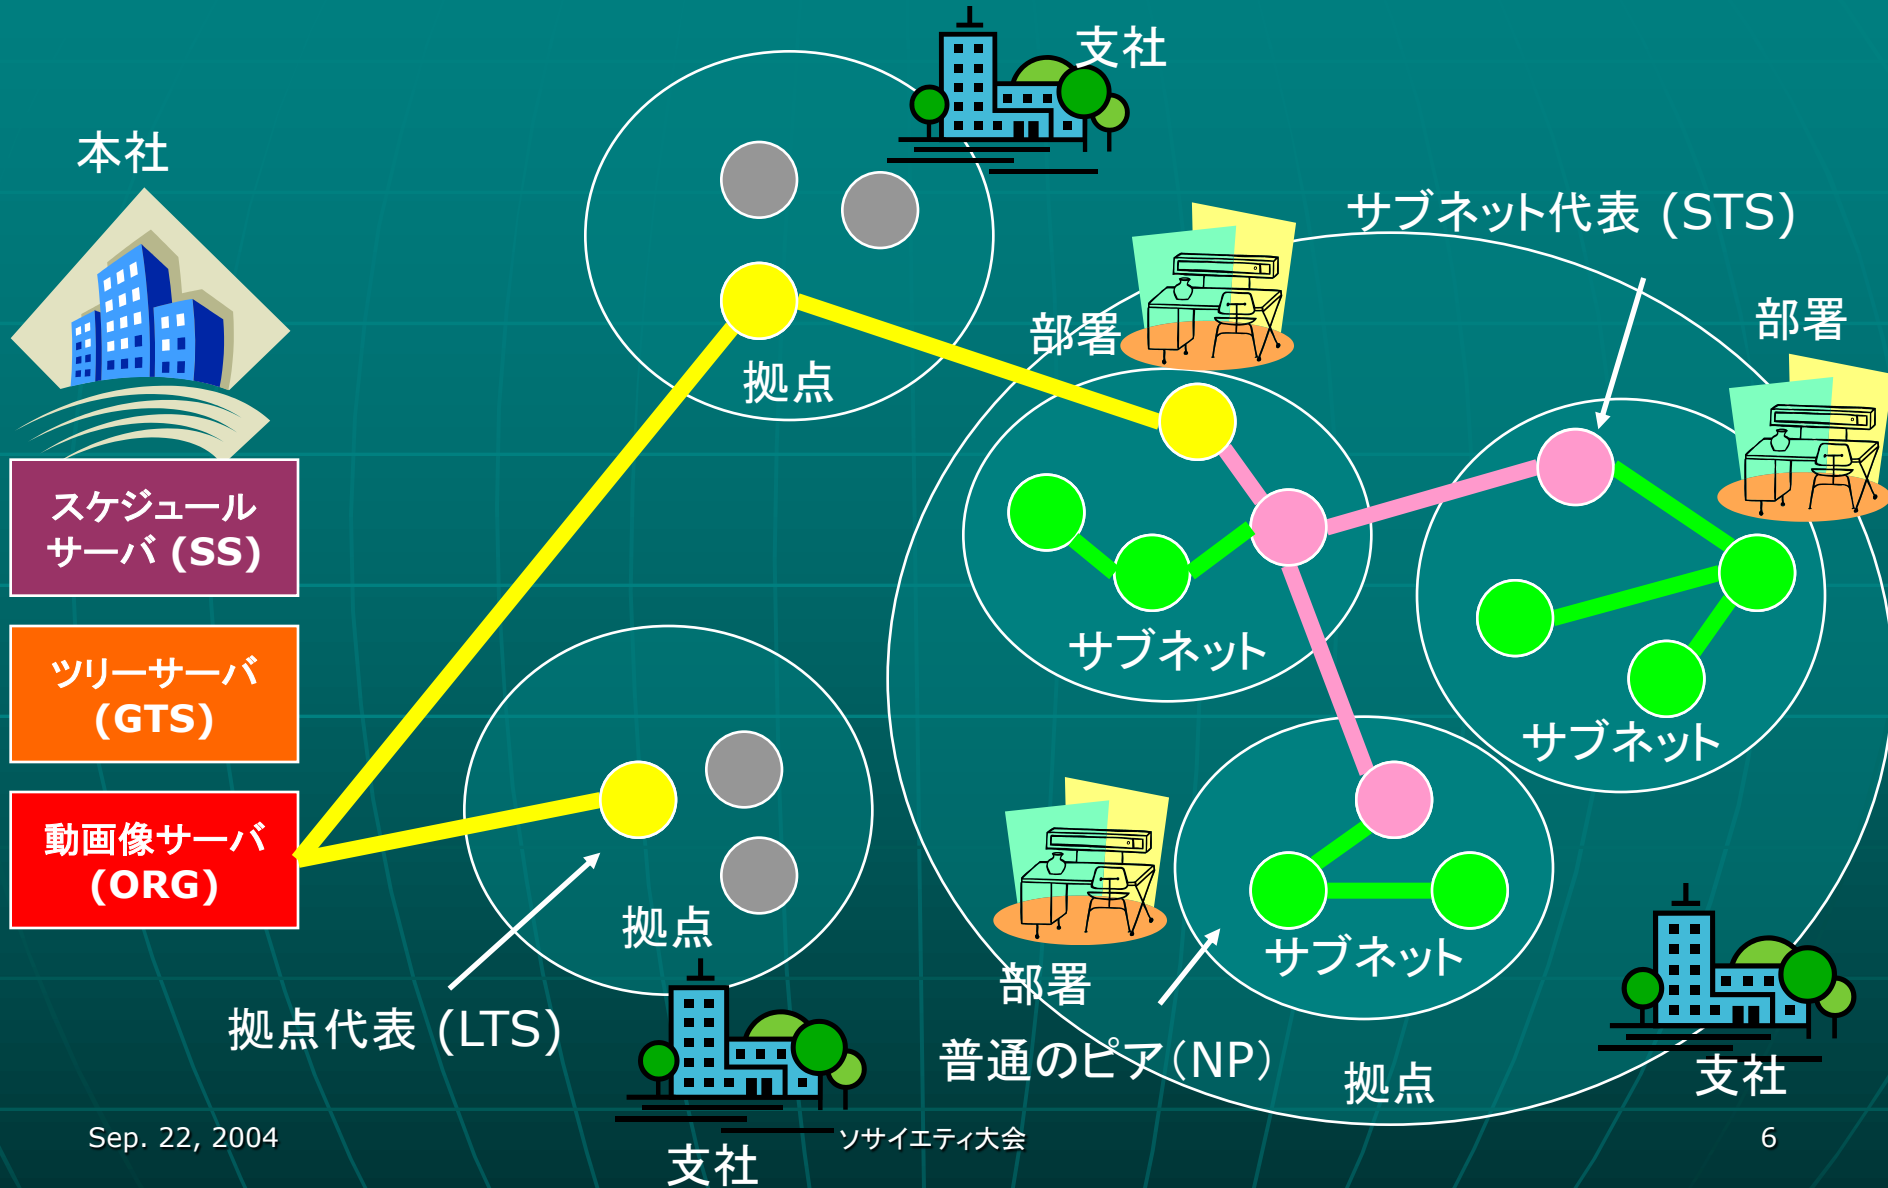 支社
本社
サブネット代表 (STS)
部署
部署
拠点
スケジュール
サーバ (SS)
サブネット
ツリーサーバ
(GTS)
サブネット
動画像サーバ
(ORG)
拠点
サブネット
部署
拠点代表 (LTS)
普通のピア(NP)
拠点
支社
Sep. 22, 2004
ソサイエティ大会
6
支社